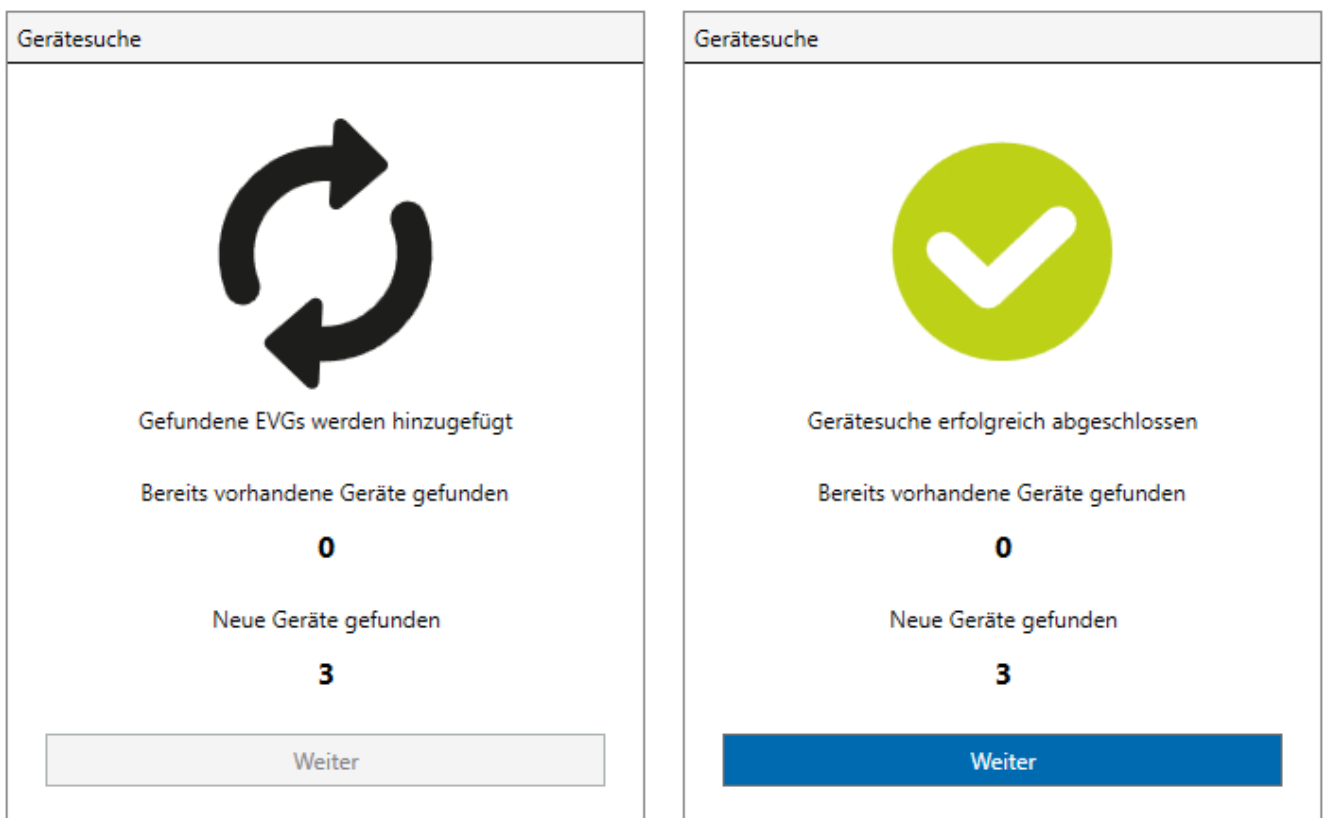 Gerätesuche
Gefundene EVGs werden hinzugefügt
Bereits vorhandene Geräte gefunden
0
Neue Geräte gefunden
3
Weiter
Gerätesuche
Gerätesuche erfolgreich abgeschlossen
Bereits vorhandene Geräte gefunden
0
Neue Geräte gefunden
3
Weiter